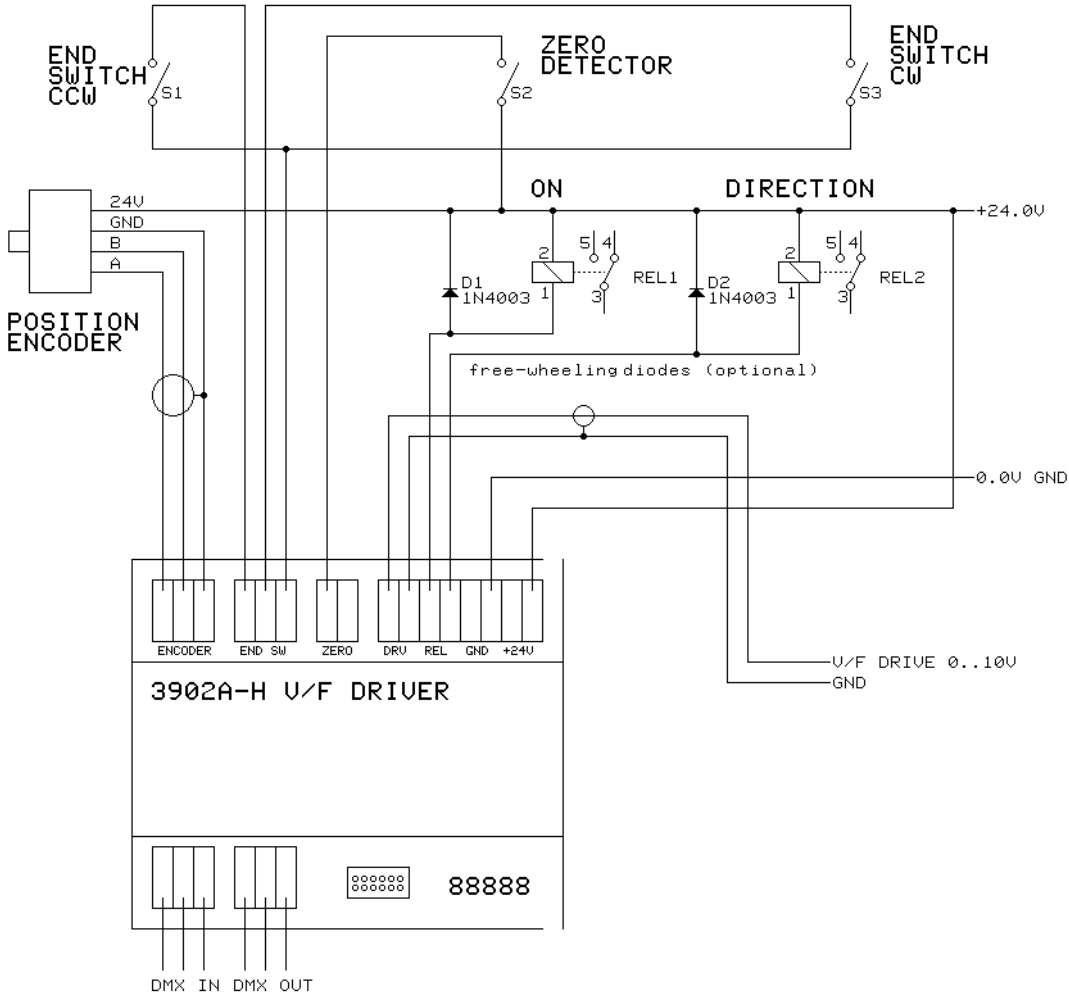 END
SWITCH
CCW
S1
ZERO
DETECTOR
S2
END
SWITCH
CW
S3
24V
GND
B
A
POSITION
ENCODER
ON
DIRECTION
+24.0V
D1
1N4003
2
1
5 4
3
REL1
D2
1N4003
2
1
5 4
3
REL2
free-wheeling diodes (optional)
0.0V GND
ENCODER
END SW
ZERO
DRV
REL
GND
+24V
V/F DRIVE 0..10V
GND
3902A-H V/F DRIVER
88888
DMX IN
DMX OUT